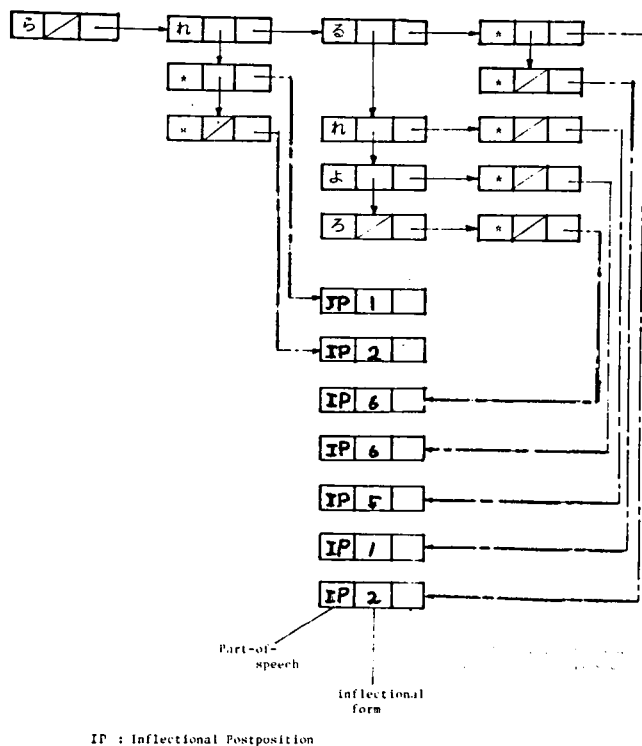 ら れ る *
* *
*
れ *
よ *
ろ *
IP 1
IP 2
IP 6
IP 6
IP 5
IP 1
IP 2
Part-of-
speech
inflectional
form
IP : Inflectional Postposition